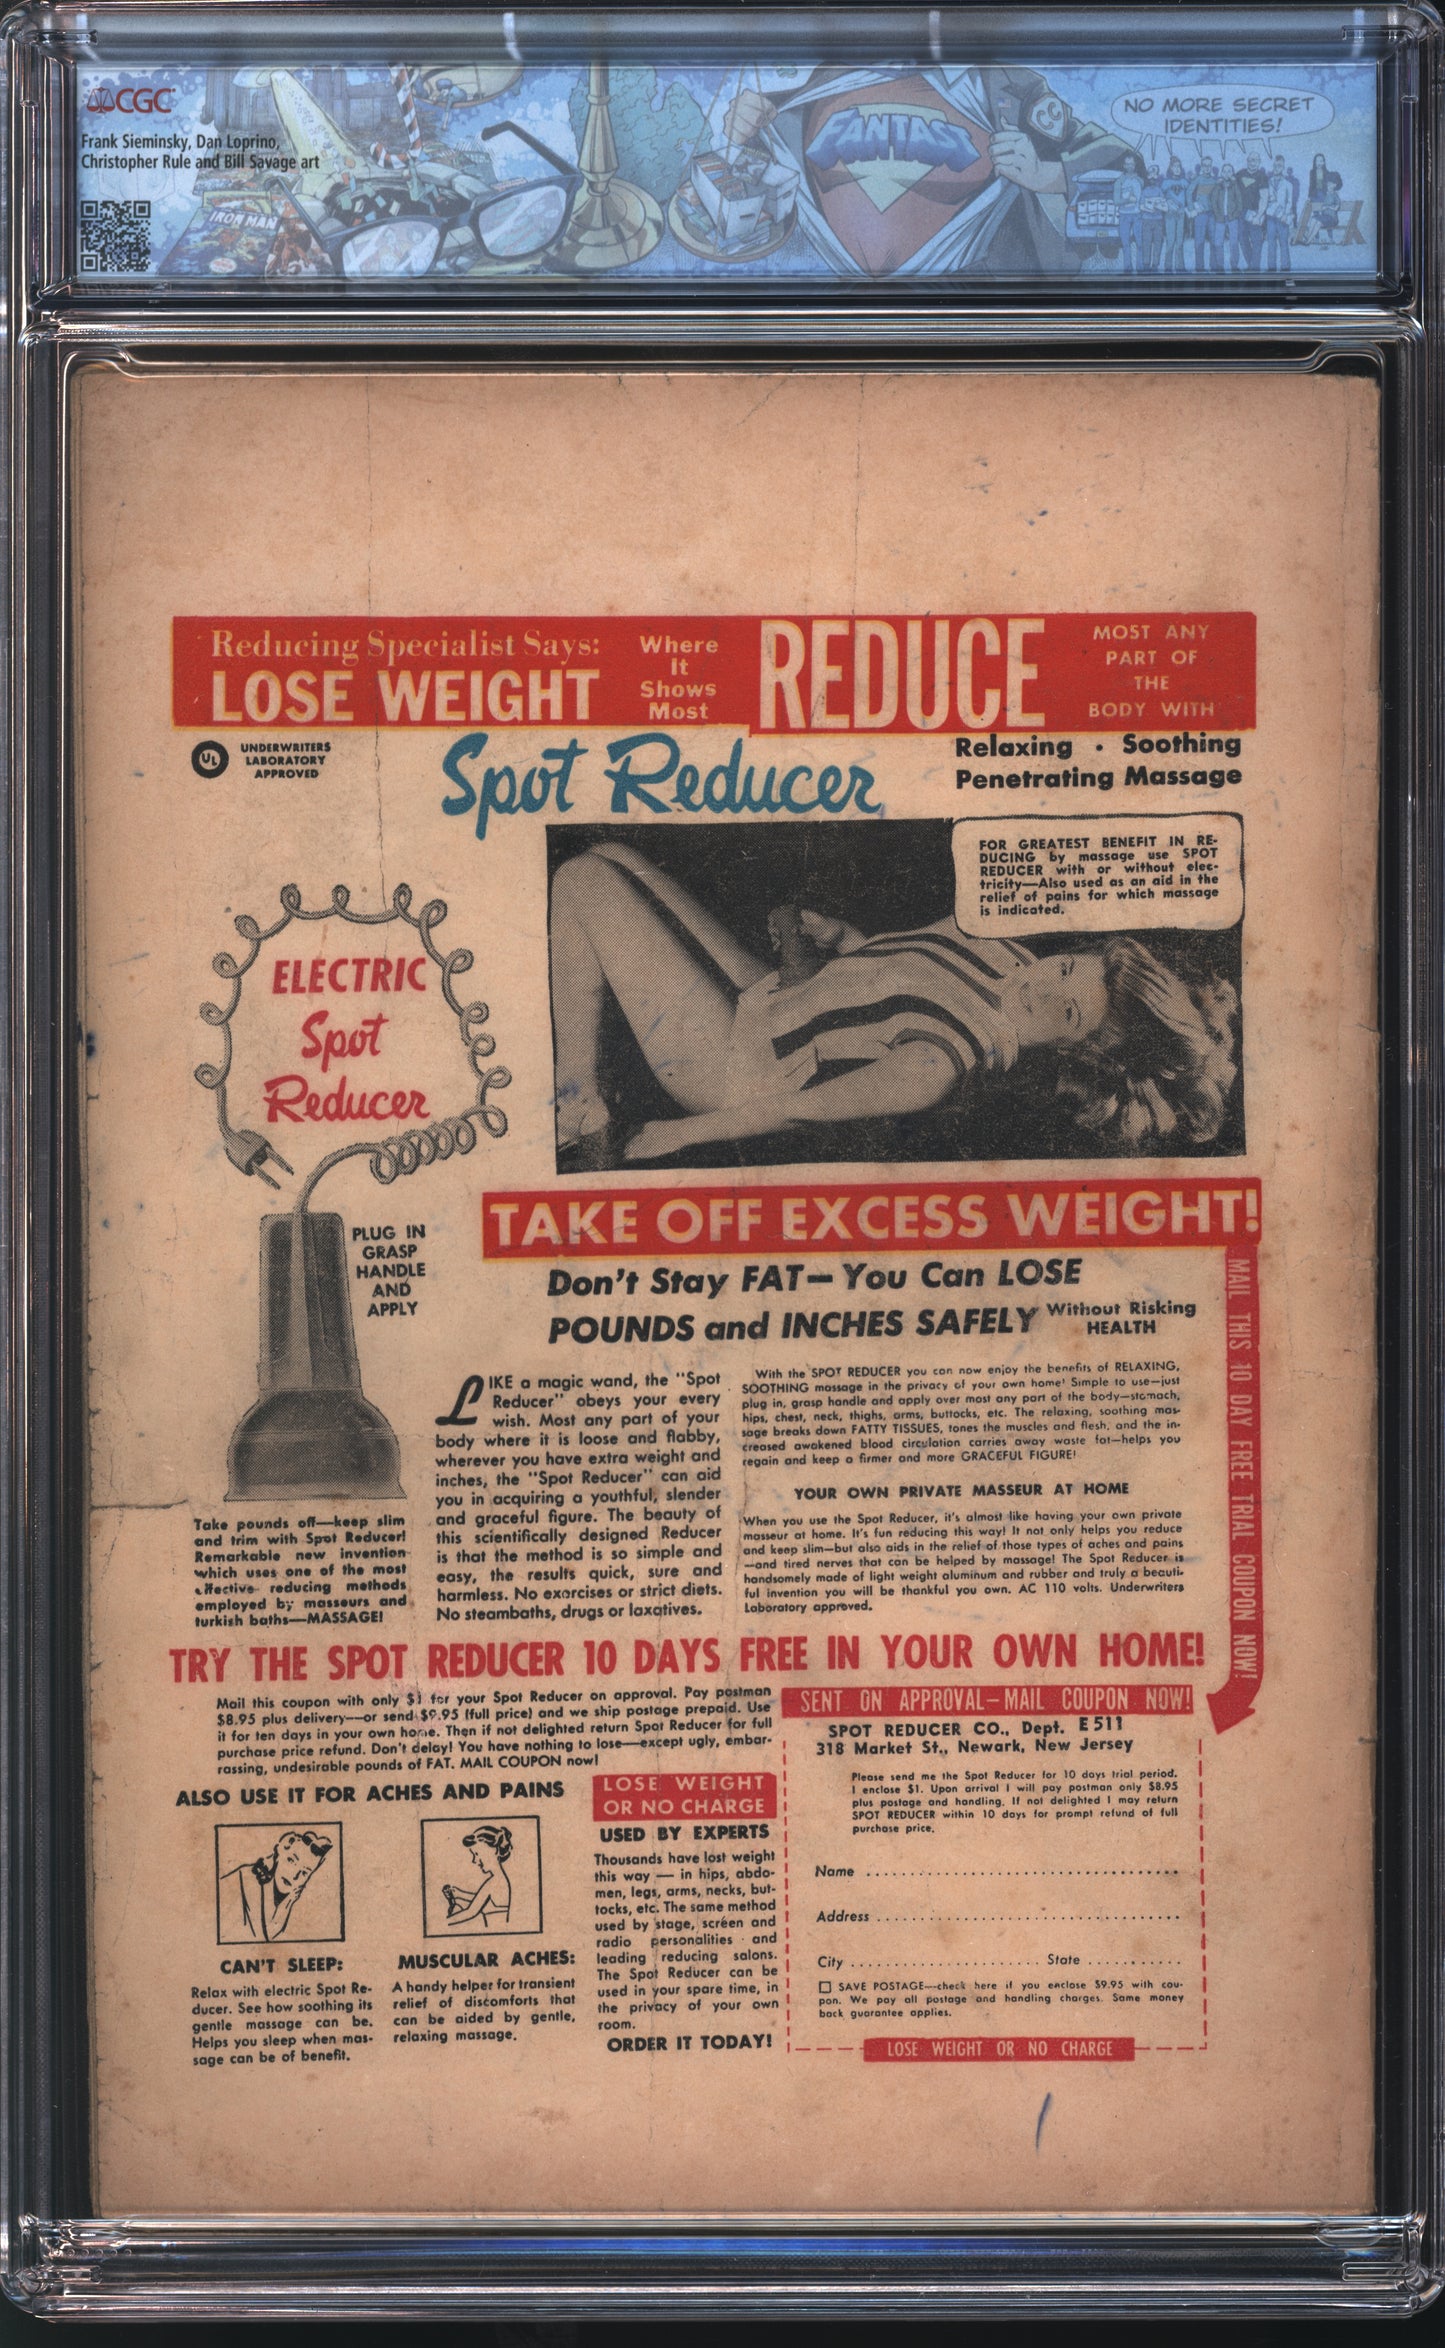 CGC
Frank Sieminsky, Dan Loprino,
Christopher Rule and Bill Savage art
IRON MAN
FANTAST
CC
NO MORE SECRET
IDENTITIES!
Reducing Specialist Says:
LOSE WEIGHT
Where
It
Shows
Most
REDUCE
MOST ANY
PART OF
THE
BODY WITH
UL
UNDERWRITERS
LABORATORY
APPROVED
Spot Reducer
Relaxing • Soothing
Penetrating Massage
FOR GREATEST BENEFIT IN RE-
DUCING by massage use SPOT
REDUCER with or without elec-
tricity—Also used as an aid in the
relief of pains for which massage
is indicated.
ELECTRIC
Spot
Reducer
PLUG IN
GRASP
HANDLE
AND
APPLY
TAKE OFF EXCESS WEIGHT!
Don't Stay FAT—You Can LOSE
POUNDS and INCHES SAFELY Without Risking
HEALTH
MAIL THIS 10 DAY FREE TRIAL COUPON NOW!
LIKE a magic wand, the "Spot
Reducer" obeys your every
wish. Most any part of your
body where it is loose and flabby,
wherever you have extra weight and
inches, the "Spot Reducer" can aid
you in acquiring a youthful, slender
and graceful figure. The beauty of
this scientifically designed Reducer
is that the method is so simple and
easy, the results quick, sure and
harmless. No exercises or strict diets.
No steambaths, drugs or laxatives.
With the SPOT REDUCER you can now enjoy the benefits of RELAXING,
SOOTHING massage in the privacy of your own home! Simple to use—just
plug in, grasp handle and apply over most any part of the body—stomach,
hips, chest, neck, thighs, arms, buttocks, etc. The relaxing, soothing mas-
sage breaks down FATTY TISSUES, tones the muscles and flesh, and the in-
creased awakened blood circulation carries away waste fat—helps you
regain and keep a firmer and more GRACEFUL FIGURE!
YOUR OWN PRIVATE MASSEUR AT HOME
When you use the Spot Reducer, it's almost like having your own private
masseur at home. It's fun reducing this way! It not only helps you reduce
and keep slim—but also aids in the relief of those types of aches and pains
—and tired nerves that can be helped by massage! The Spot Reducer is
handsomely made of light weight aluminum and rubber and truly a beauti-
ful invention you will be thankful you own. AC 110 volts. Underwriters
Laboratory approved.
Take pounds off—keep slim
and trim with Spot Reducer!
Remarkable new invention
which uses one of the most
effective reducing methods
employed by masseurs and
turkish baths—MASSAGE!
TRY THE SPOT REDUCER 10 DAYS FREE IN YOUR OWN HOME!
Mail this coupon with only $1 for your Spot Reducer on approval. Pay postman
$8.95 plus delivery—or send $9.95 (full price) and we ship postage prepaid. Use
it for ten days in your own home. Then if not delighted return Spot Reducer for full
purchase price refund. Don't delay! You have nothing to lose—except ugly, embar-
rassing, undesirable pounds of FAT. MAIL COUPON now!
ALSO USE IT FOR ACHES AND PAINS
CAN'T SLEEP:
Relax with electric Spot Re-
ducer. See how soothing its
gentle massage can be.
Helps you sleep when mas-
sage can be of benefit.
MUSCULAR ACHES:
A handy helper for transient
relief of discomforts that
can be aided by gentle,
relaxing massage.
LOSE WEIGHT
OR NO CHARGE
USED BY EXPERTS
Thousands have lost weight
this way — in hips, abdo-
men, legs, arms, necks, but-
tocks, etc. The same method
used by stage, screen and
radio personalities and
leading reducing salons.
The Spot Reducer can be
used in your spare time, in
the privacy of your own
room.
ORDER IT TODAY!
SENT ON APPROVAL—MAIL COUPON NOW!
SPOT REDUCER CO., Dept. E511
318 Market St., Newark, New Jersey
Please send me the Spot Reducer for 10 days trial period.
I enclose $1. Upon arrival I will pay postman only $8.95
plus postage and handling. If not delighted I may return
SPOT REDUCER within 10 days for prompt refund of full
purchase price.
Name
Address
City State
SAVE POSTAGE—check here if you enclose $9.95 with cou-
pon. We pay all postage and handling charges. Same money
back guarantee applies.
LOSE WEIGHT OR NO CHARGE